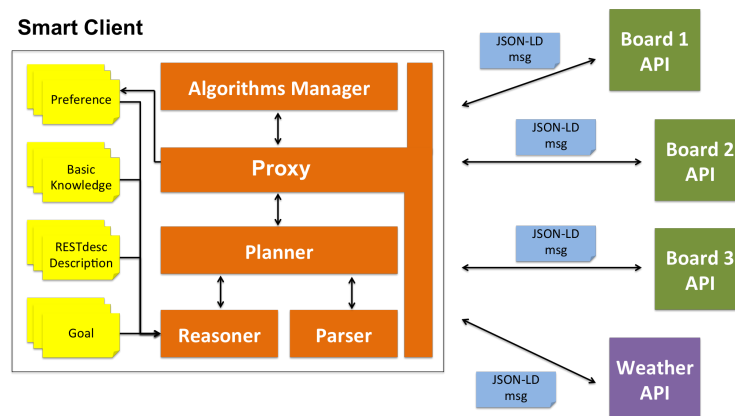 Smart Client
Preference
Basic
Knowledge
RESTdesc
Description
Goal
Algorithms Manager
Proxy
Planner
Reasoner
Parser
JSON-LD
msg
Board 1
API
JSON-LD
msg
Board 2
API
JSON-LD
msg
Board 3
API
JSON-LD
msg
Weather
API